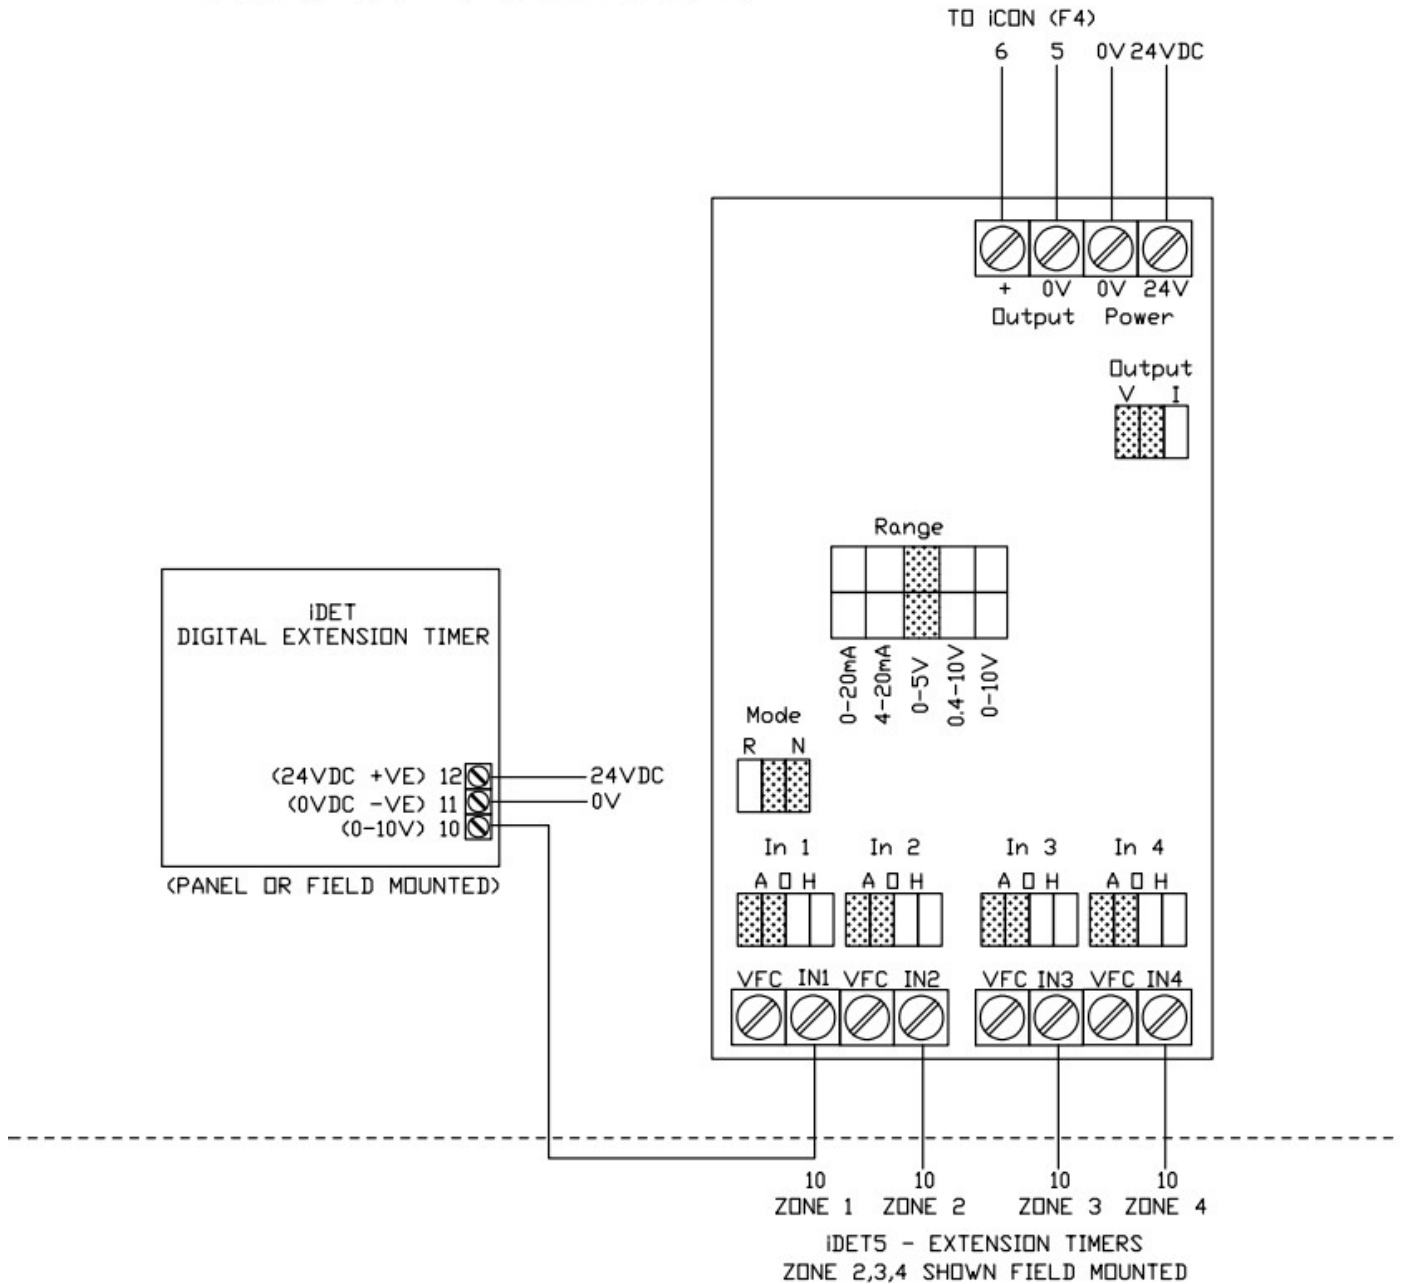 TO iCON (F4)
6 5 0V 24VDC
+ 0V 0V 24V
Output Power
Output
V I
Range
0-20mA 4-20mA 0-5V 0.4-10V 0-10V
iDET
DIGITAL EXTENSION TIMER
(24VDC +VE) 12 24VDC
(0VDC -VE) 11 0V
(0-10V) 10
(PANEL OR FIELD MOUNTED)
Mode
R N
In 1 In 2 In 3 In 4
A O H A O H A O H A O H
VFC IN1 VFC IN2 VFC IN3 VFC IN4
10 10 10 10
ZONE 1 ZONE 2 ZONE 3 ZONE 4
iDET5 - EXTENSION TIMERS
ZONE 2,3,4 SHOWN FIELD MOUNTED